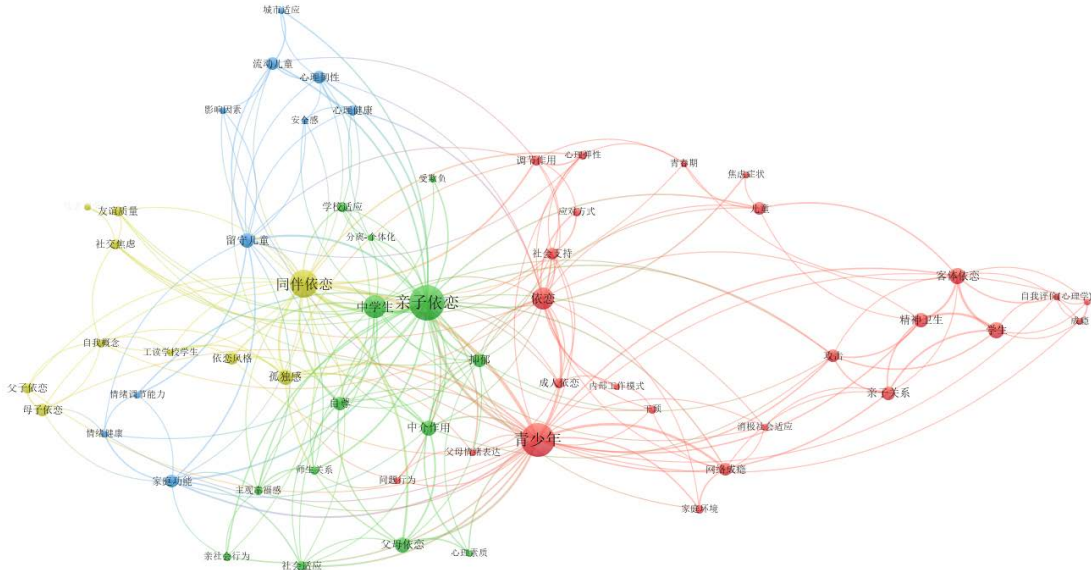 城市适应
流动儿童
心理韧性
影响因素
安全感
心理健康
调节作用
心理弹性
青春期
焦虑症状
受欺负
儿童
友谊质量
学校适应
应对方式
社交焦虑
留守儿童
分离-个体化
社会支持
同伴依恋
客体依恋
中学生
亲子依恋
依恋
自我评价(心理学)
精神卫生
成瘾
学生
自我概念
工读学校学生
依恋风格
抑郁
攻击
孤独感
成人依恋
内部工作模式
父子依恋
情绪调节能力
亲子关系
母子依恋
自尊
干预
情绪健康
中介作用
消极社会适应
青少年
父母情绪表达
师生关系
网络成瘾
家庭功能
主观幸福感
问题行为
家庭环境
父母依恋
亲社会行为
社会适应
心理素质